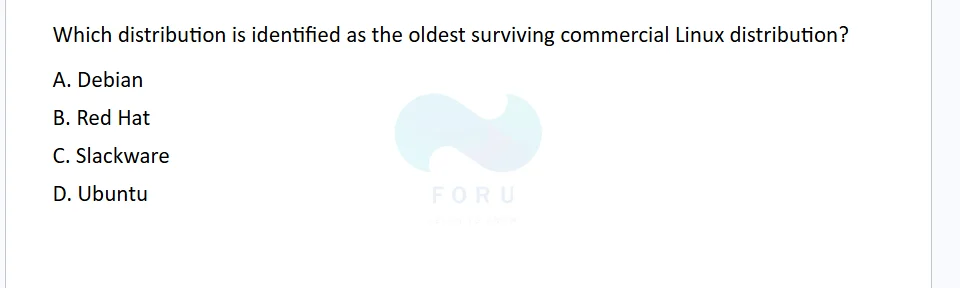 Which distribution is identified as the oldest surviving commercial Linux distribution?
A. Debian
B. Red Hat
C. Slackware
D. Ubuntu
FORU